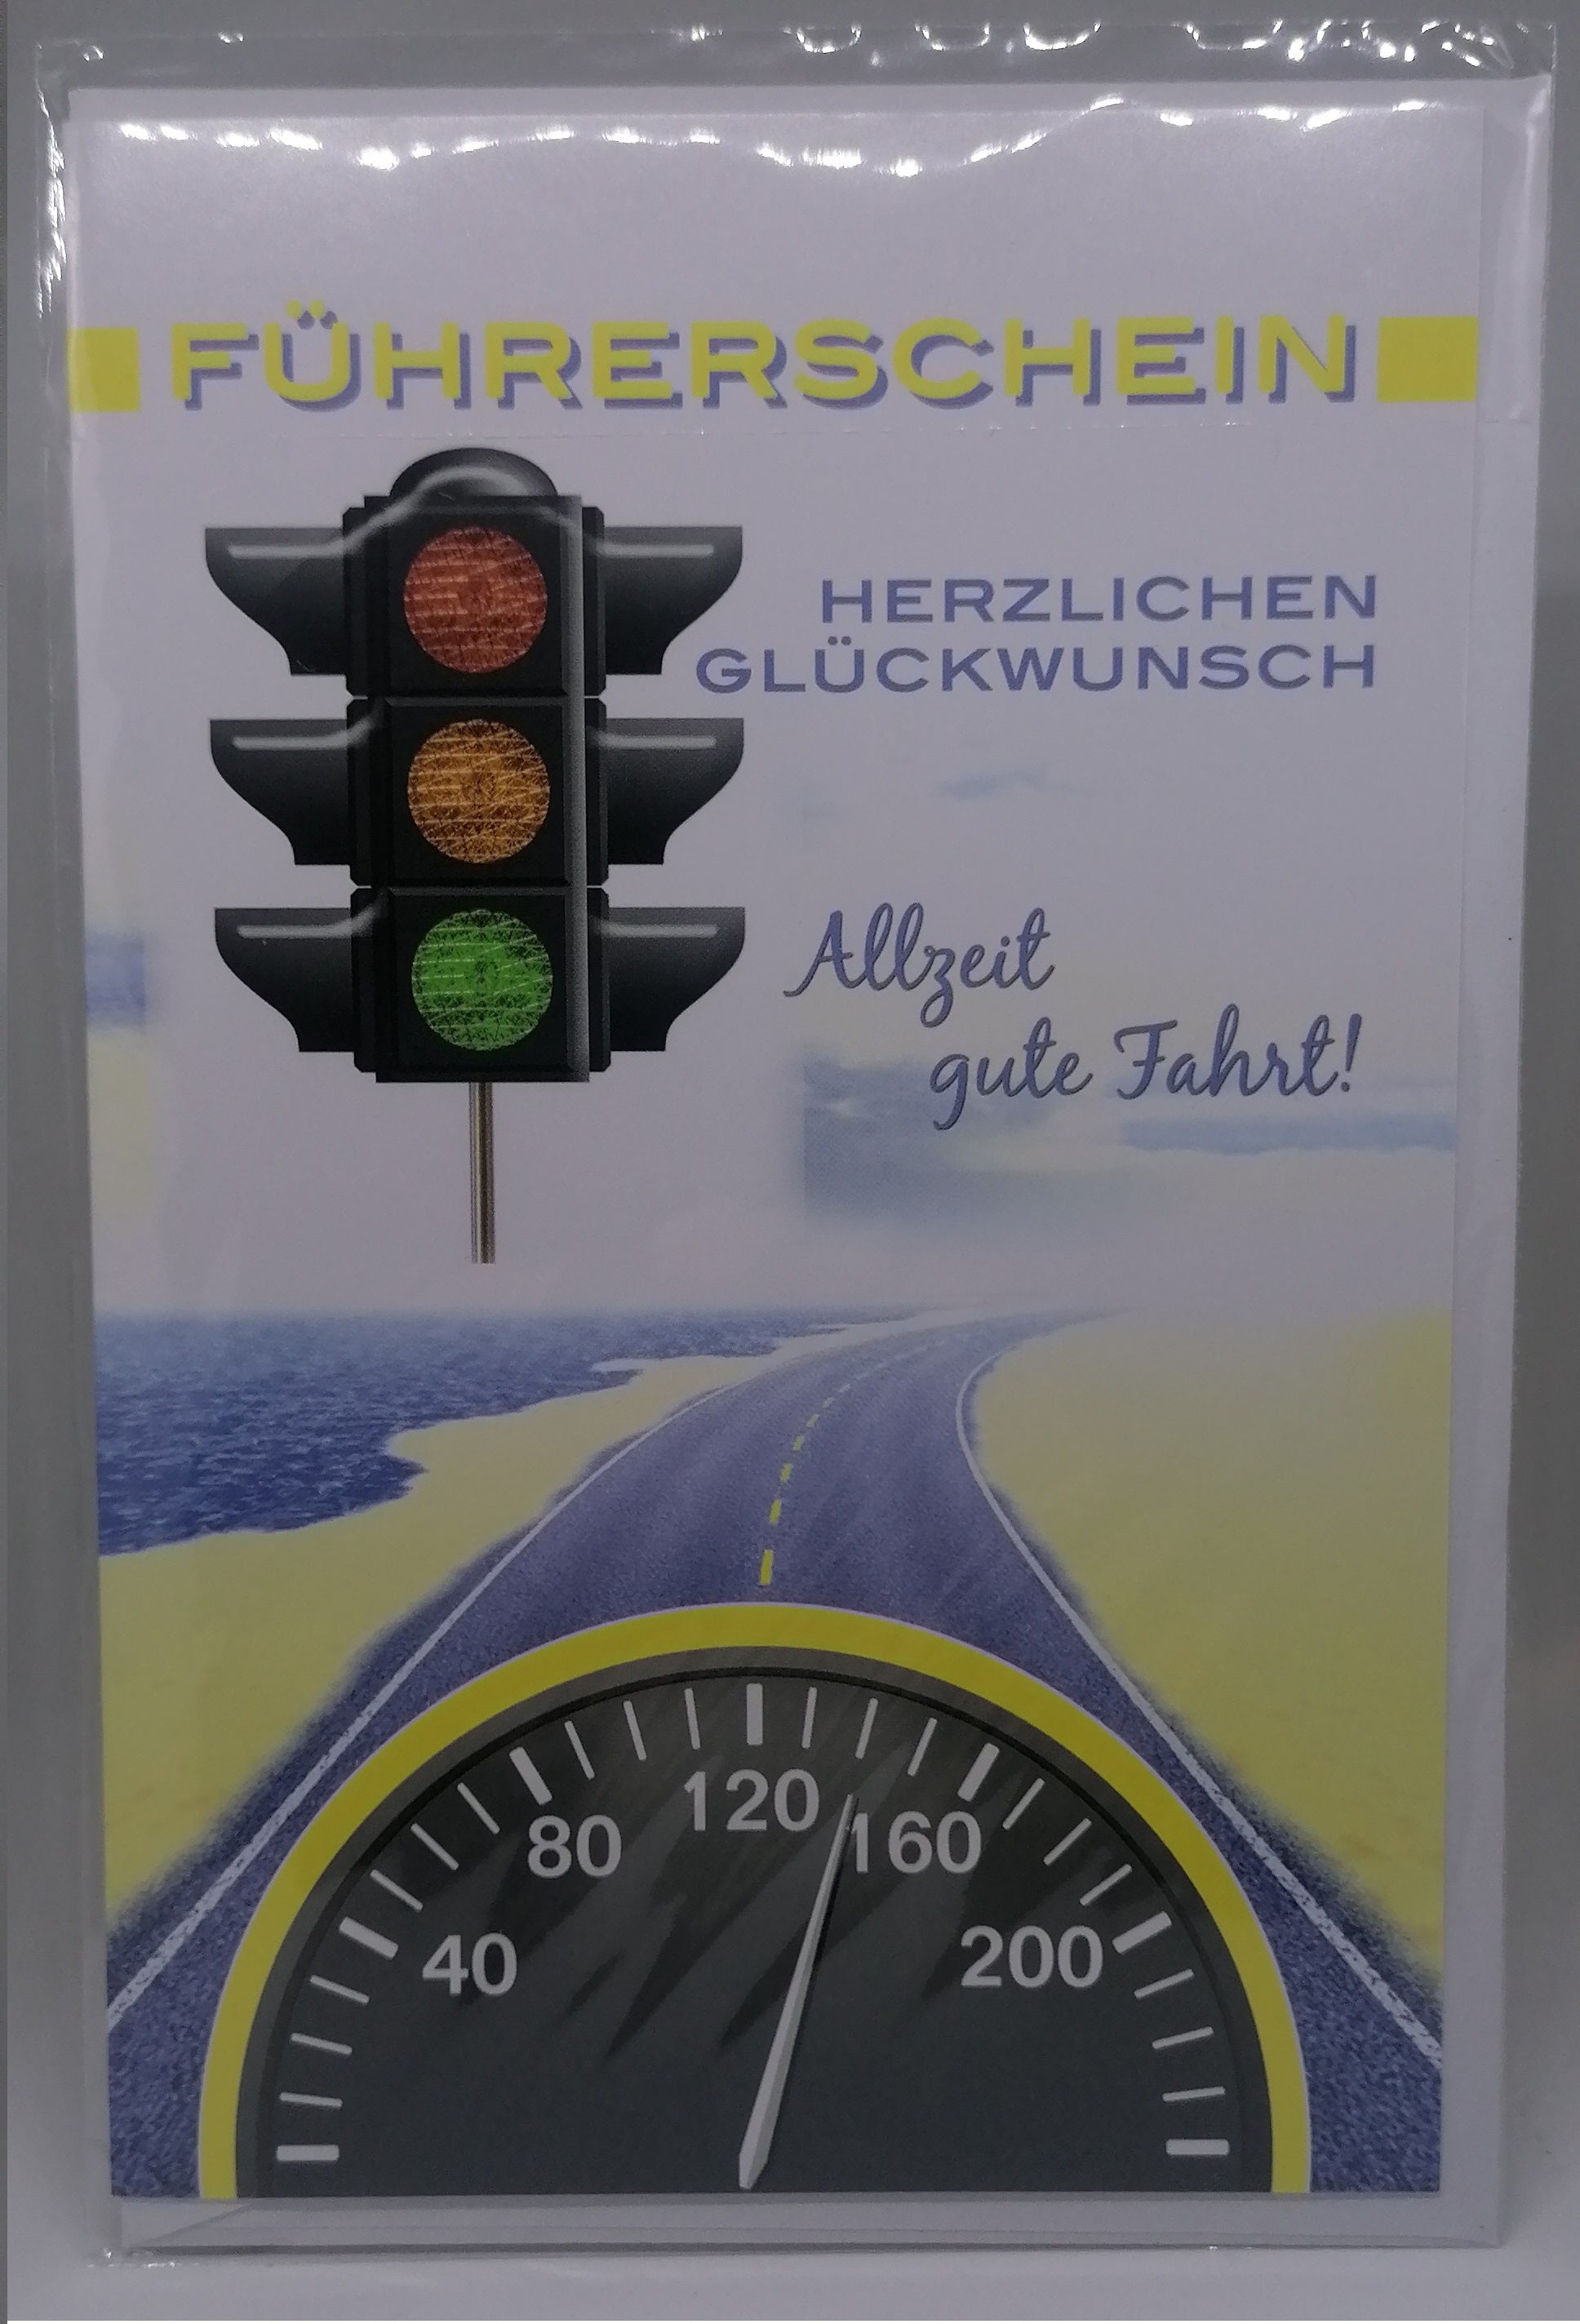 FÜHRERSCHEIN
HERZLICHEN
GLÜCKWUNSCH
Allzeit
gute Fahrt!
120
80
160
40
200